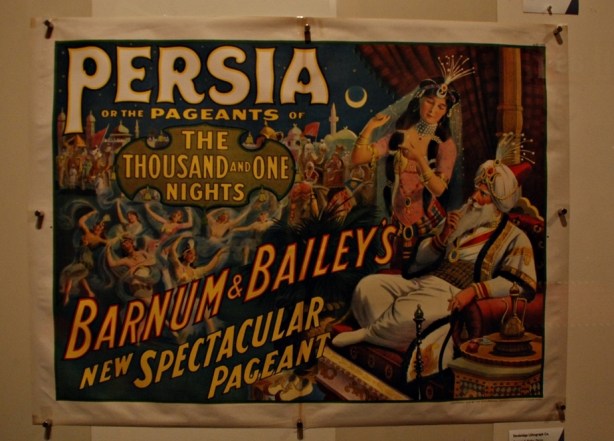 PERSIA
OR THE PAGEANTS OF
THE
THOUSAND AND ONE
NIGHTS
BARNUM & BAILEY'S
NEW SPECTACULAR
PAGEANT